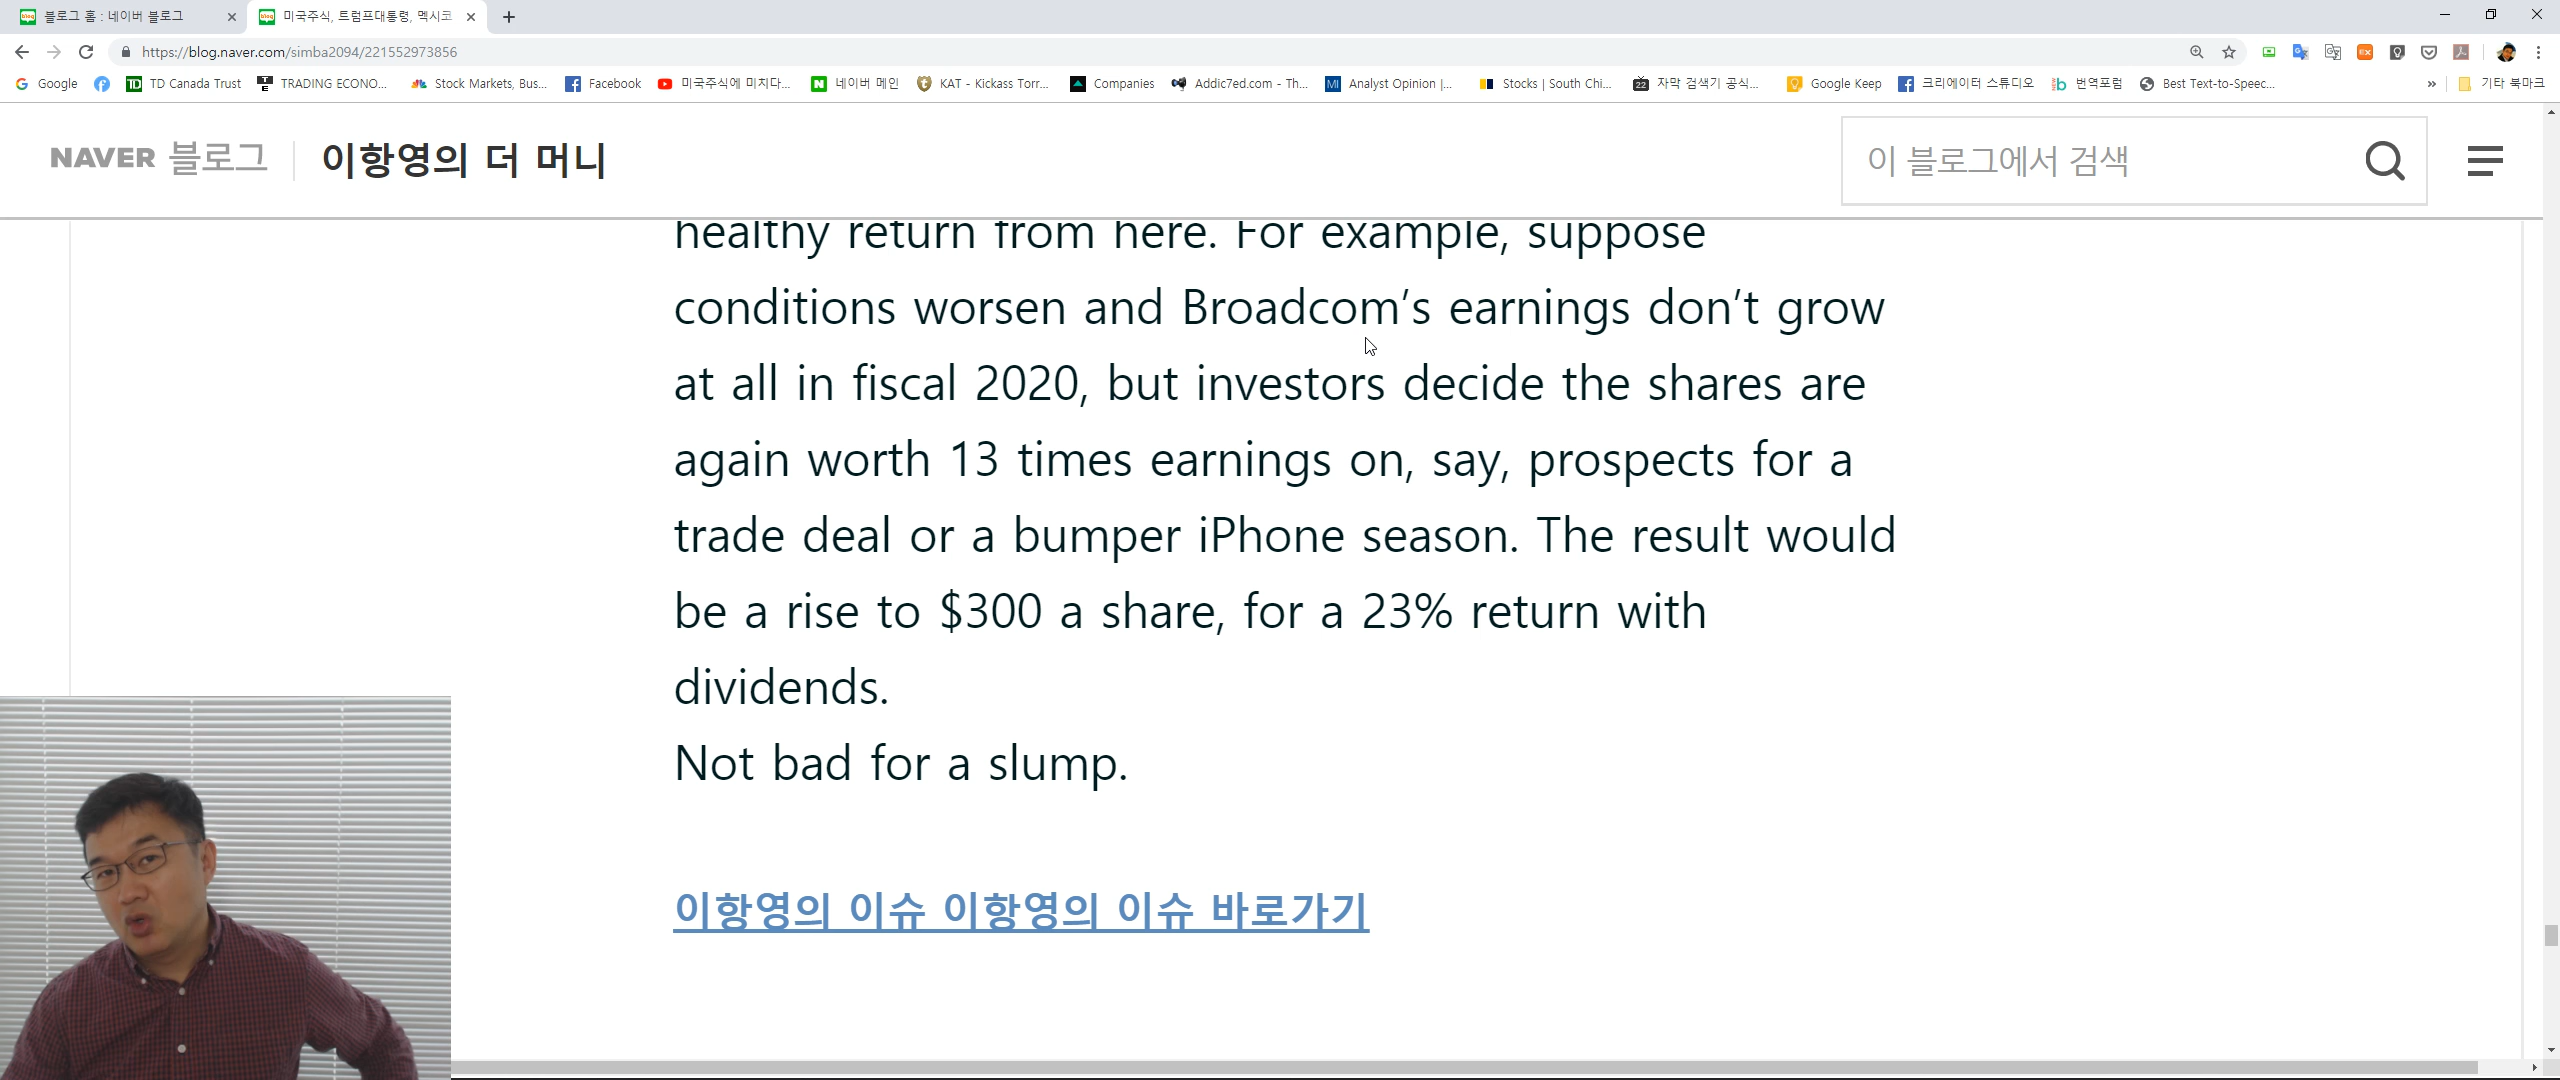 블로그 홈 : 네이버 블로그
미국주식, 트럼프대통령, 멕시코
https://blog.naver.com/simba2094/221552973856
Google
TD Canada Trust
TRADING ECONO...
Stock Markets, Bus...
Facebook
미국주식에 미치다...
네이버 메인
KAT - Kickass Torr...
Companies
Addic7ed.com - Th...
Analyst Opinion |...
Stocks | South Chi...
자막 검색기 공식...
Google Keep
크리에이터 스튜디오
번역포럼
Best Text-to-Speec...
» 기타 북마크
NAVER 블로그 이항영의 더 머니
이 블로그에서 검색
healthy return from here. For example, suppose
conditions worsen and Broadcom’s earnings don’t grow
at all in fiscal 2020, but investors decide the shares are
again worth 13 times earnings on, say, prospects for a
trade deal or a bumper iPhone season. The result would
be a rise to $300 a share, for a 23% return with
dividends.
Not bad for a slump.
이항영의 이슈 이항영의 이슈 바로가기